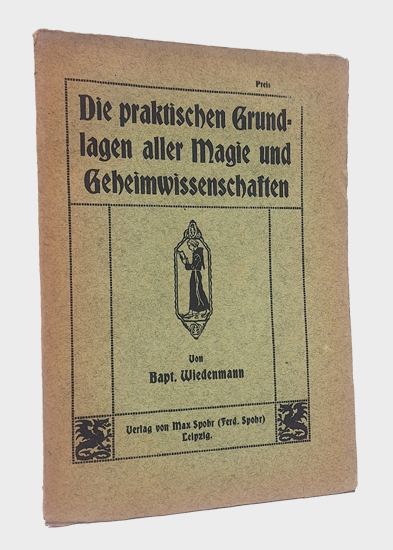 Preis
Die praktischen Grund-
lagen aller Magie und
Geheimwissenschaften
Von
Bapt. Wiedenmann
Verlag von Max Spohr (Ferd. Spohr)
Leipzig.